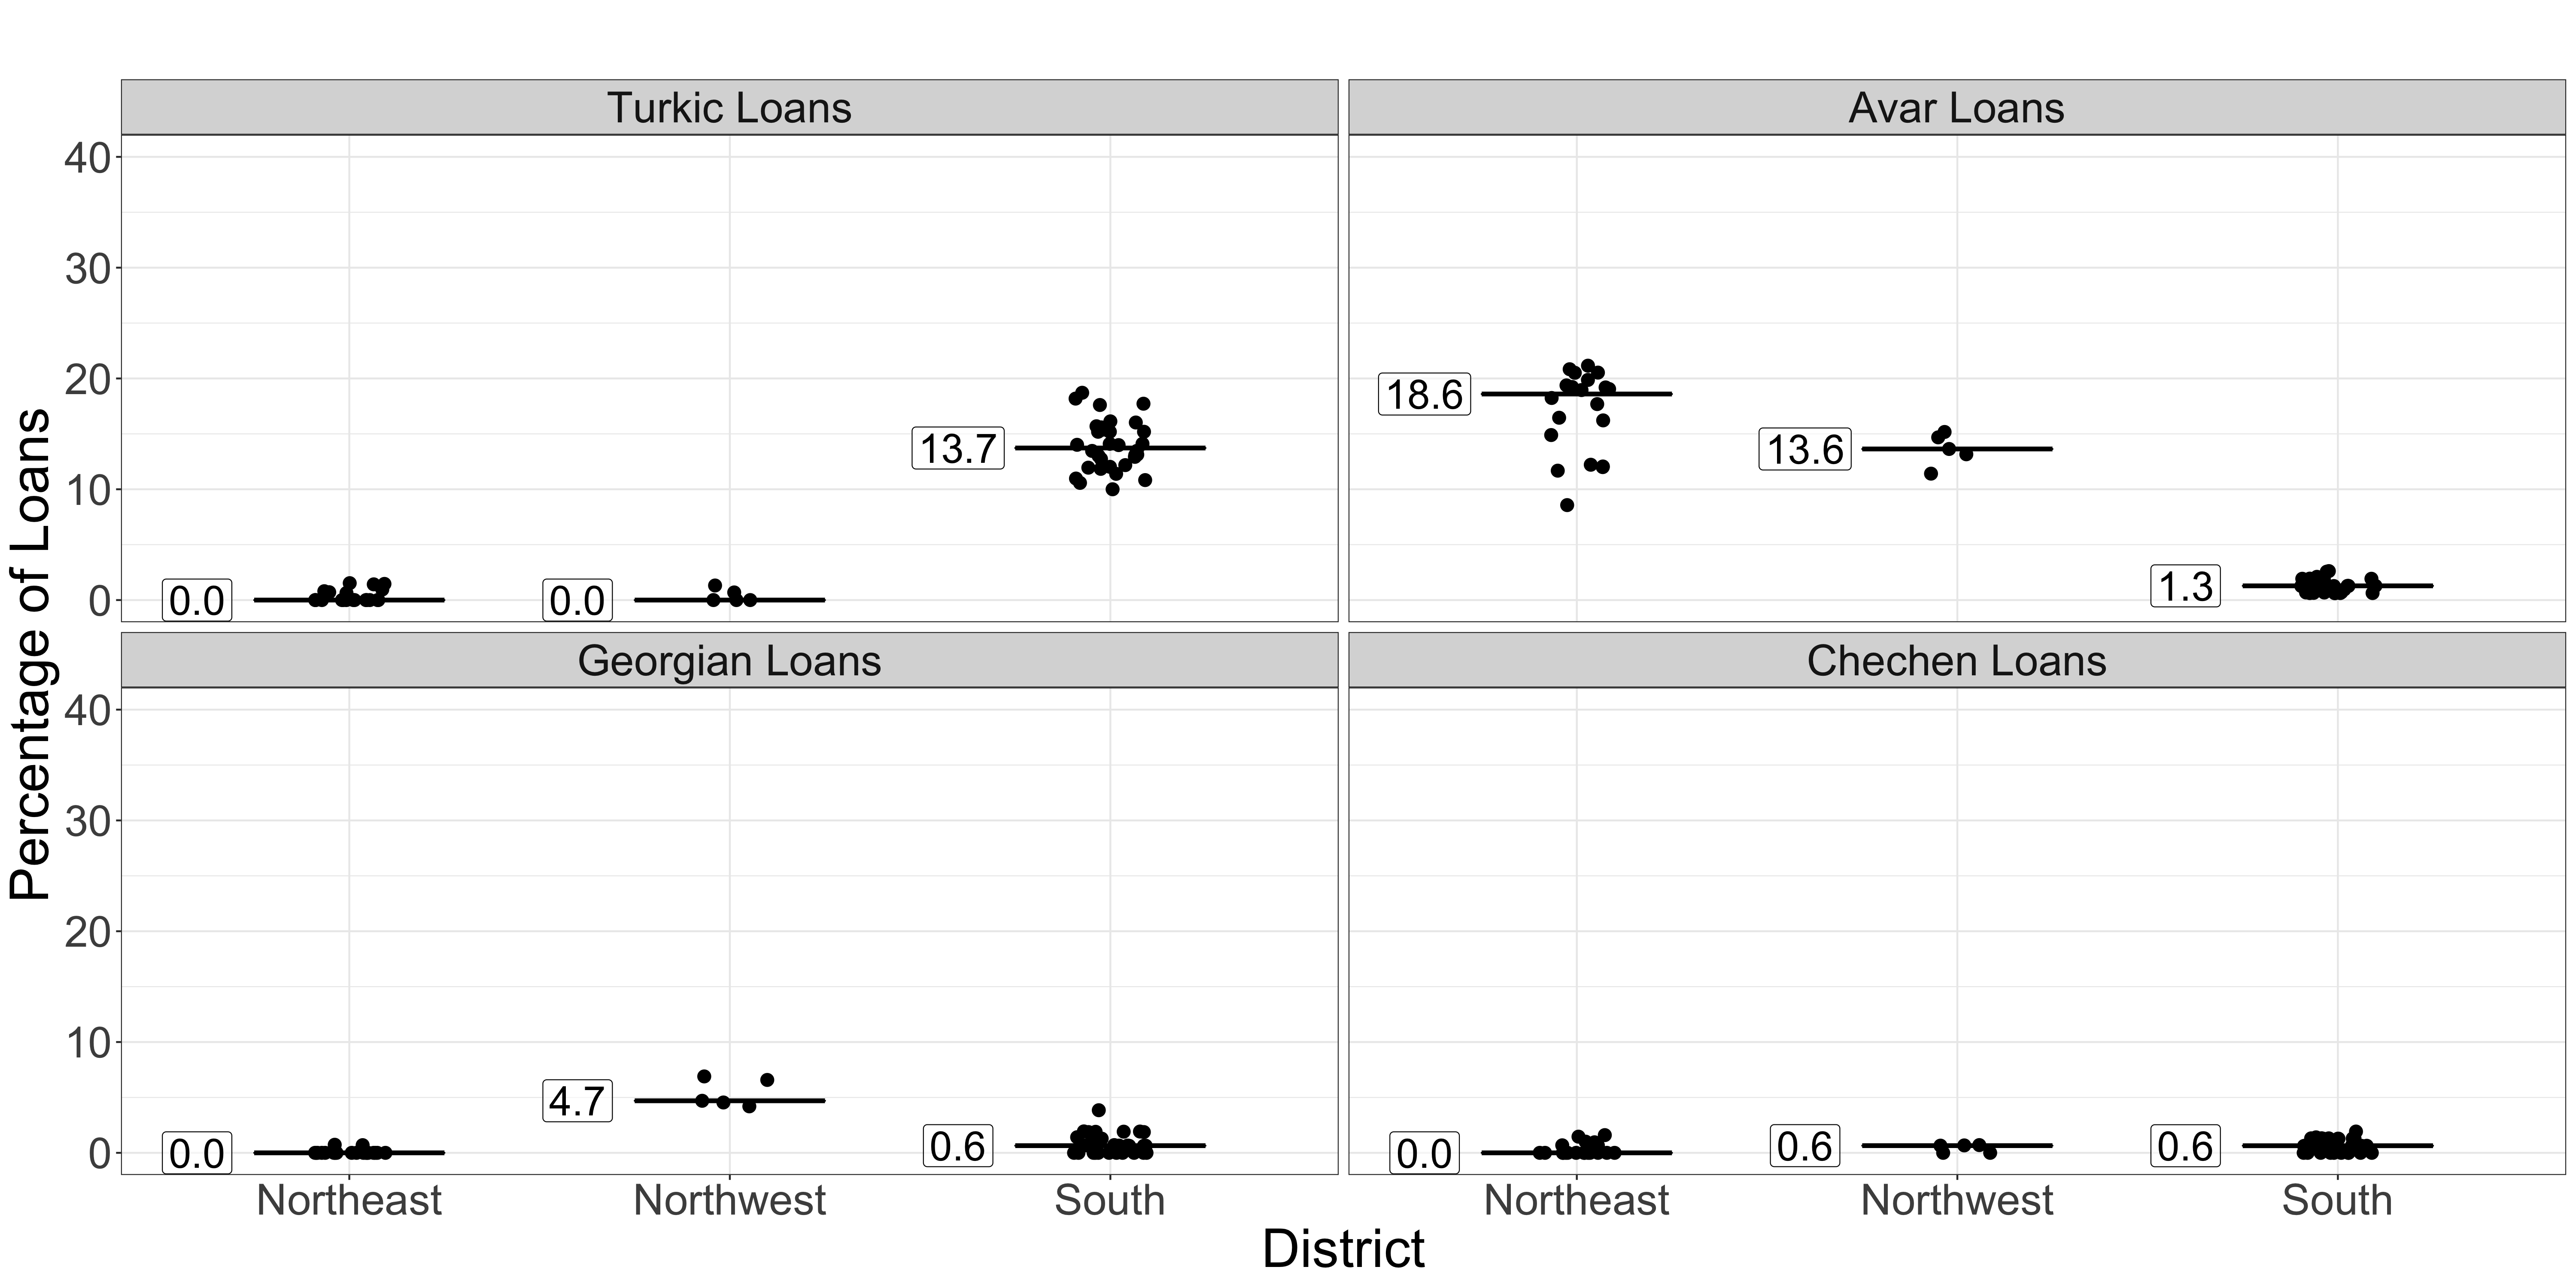 Turkic Loans
Avar Loans
40
30
20
10
0
0.0
0.0
13.7
18.6
13.6
1.3
Georgian Loans
Chechen Loans
40
30
20
10
0
0.0
4.7
0.6
0.0
0.6
0.6
Northeast
Northwest
South
Northeast
Northwest
South
District
Percentage of Loans